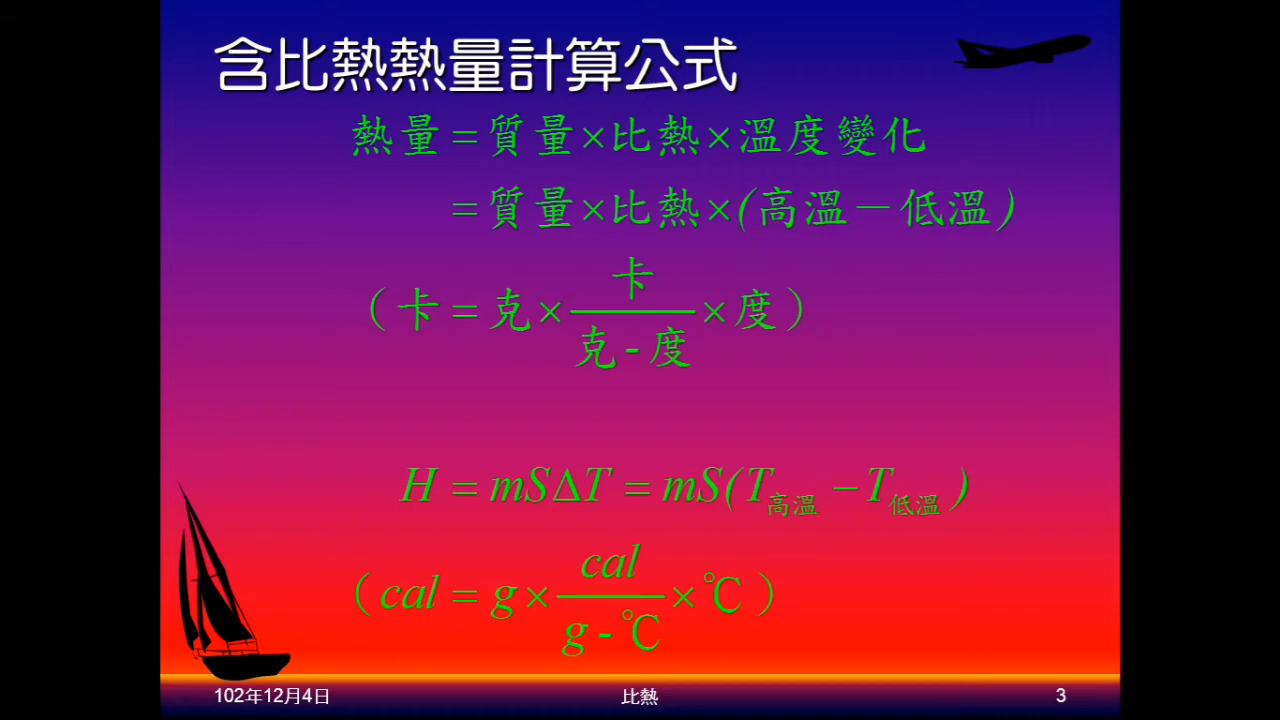 含比熱熱量計算公式
熱量=質量×比熱×溫度變化
=質量×比熱×(高溫－低溫)
（卡=克×卡/克-度×度）
H=mSΔT=mS(T高溫－T低溫)
（cal=g×cal/g-℃×℃）
102年12月4日 比熱 3